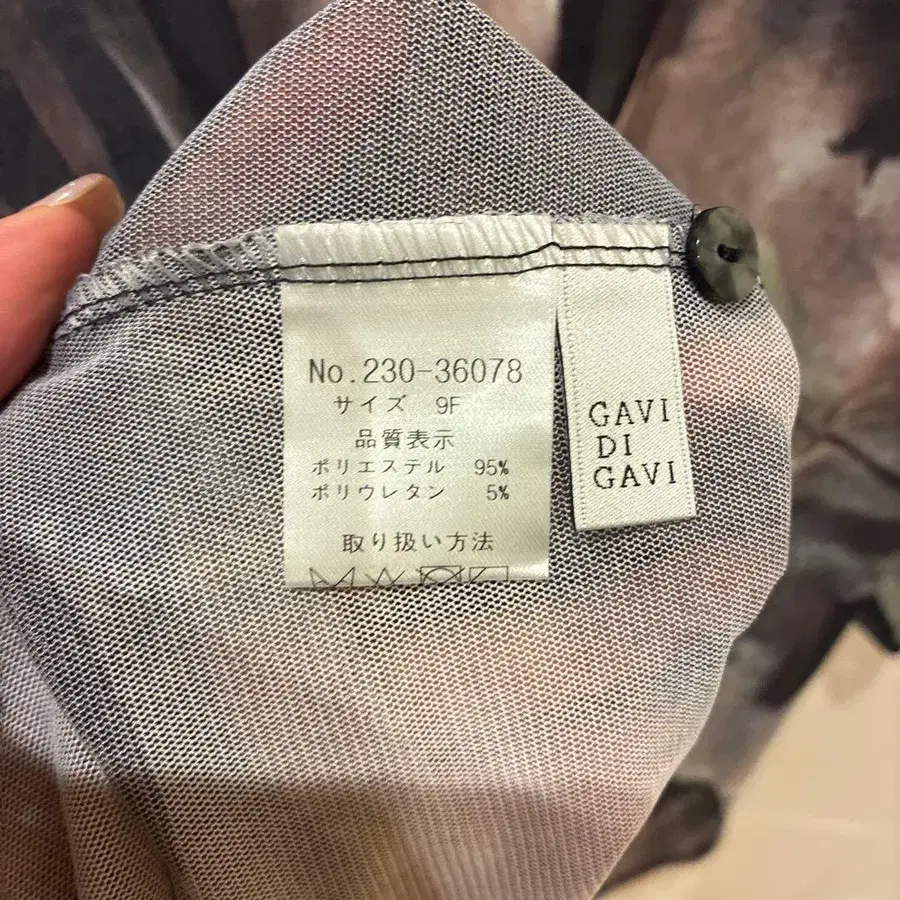 No.230-36078
サイズ 9F
品質表示
ポリエステル 95%
ポリウレタン 5%
取り扱い方法
GAVI
DI
GAVI